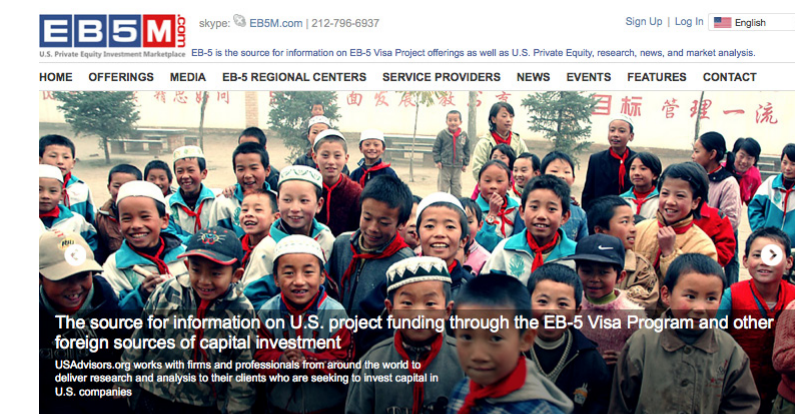 EB5M.com
skype: EB5M.com | 212-796-6937
Sign Up | Log In English
U.S. Private Equity Investment Marketplace
EB-5 is the source for information on EB-5 Visa Project offerings as well as U.S. Private Equity, research, news, and market analysis.
HOME OFFERINGS MEDIA EB-5 REGIONAL CENTERS SERVICE PROVIDERS NEWS EVENTS FEATURES CONTACT
面发展 教 目标 管理一流
The source for information on U.S. project funding through the EB-5 Visa Program and other
foreign sources of capital investment
USAdvisors.org works with firms and professionals from around the world to
deliver research and analysis to their clients who are seeking to invest capital in
U.S. companies